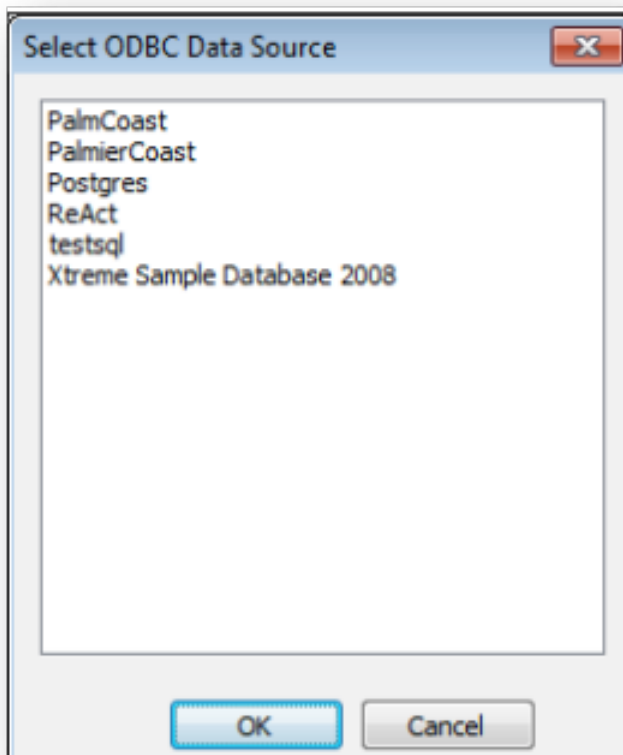 Select ODBC Data Source
PalmCoast
PalmierCoast
Postgres
ReAct
testsql
Xtreme Sample Database 2008
OK Cancel